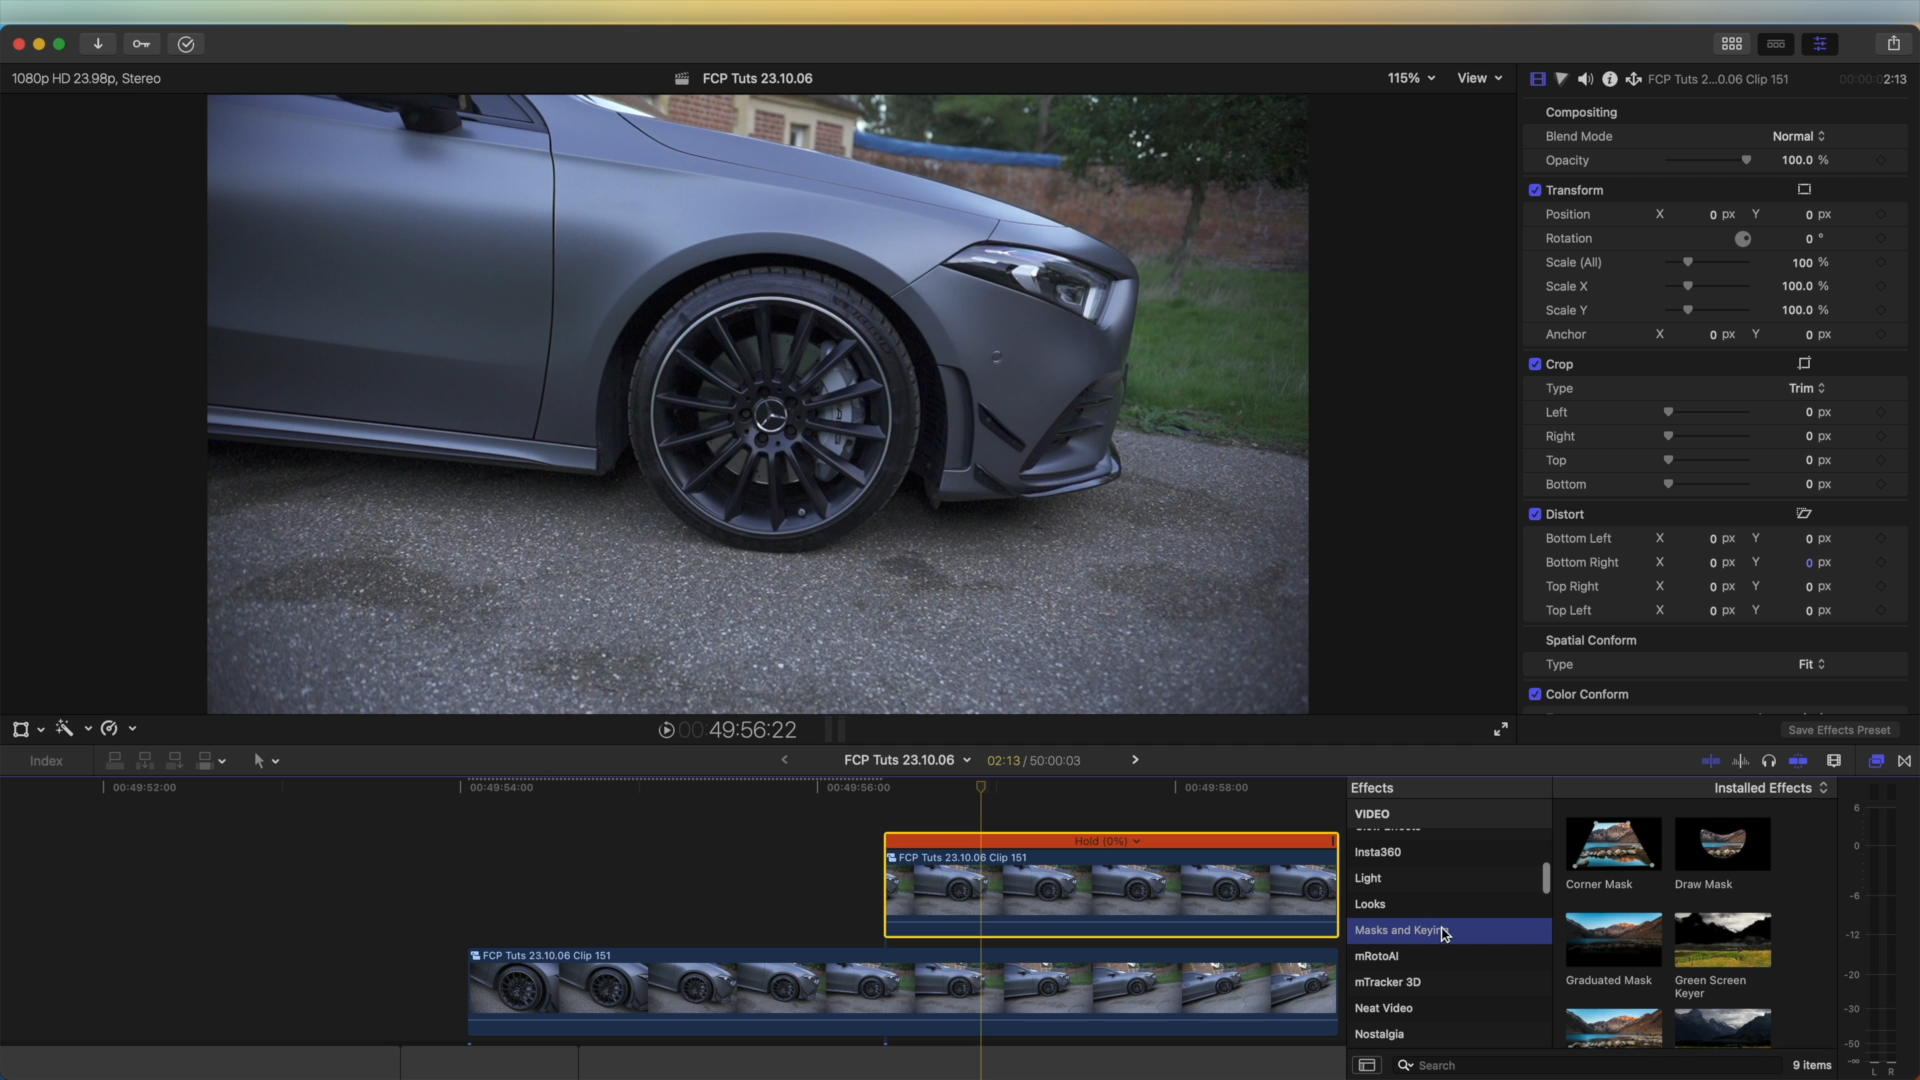 1080p HD 23.98p, Stereo
FCP Tuts 23.10.06
115%
View
FCP Tuts 2...0.06 Clip 151
00:00:02:13
Compositing
Blend Mode
Normal
Opacity
100.0 %
Transform
Position X 0 px Y 0 px
Rotation 0 °
Scale (All) 100 %
Scale X 100.0 %
Scale Y 100.0 %
Anchor X 0 px Y 0 px
Crop
Type Trim
Left 0 px
Right 0 px
Top 0 px
Bottom 0 px
Distort
Bottom Left X 0 px Y 0 px
Bottom Right X 0 px Y 0 px
Top Right X 0 px Y 0 px
Top Left X 0 px Y 0 px
Spatial Conform
Type Fit
Color Conform
00:49:56:22
Save Effects Preset
Index
FCP Tuts 23.10.06
02:13 / 50:00:03
00:49:52:00
00:49:54:00
00:49:56:00
00:49:58:00
Hold (0%)
FCP Tuts 23.10.06 Clip 151
FCP Tuts 23.10.06 Clip 151
Effects
Installed Effects
VIDEO
Insta360
Light
Looks
Masks and Keying
mRotoAI
mTracker 3D
Neat Video
Nostalgia
Corner Mask
Draw Mask
Graduated Mask
Green Screen
Keyer
Search
9 items
6
0
-6
-12
-20
-30
-50
-∞
L R